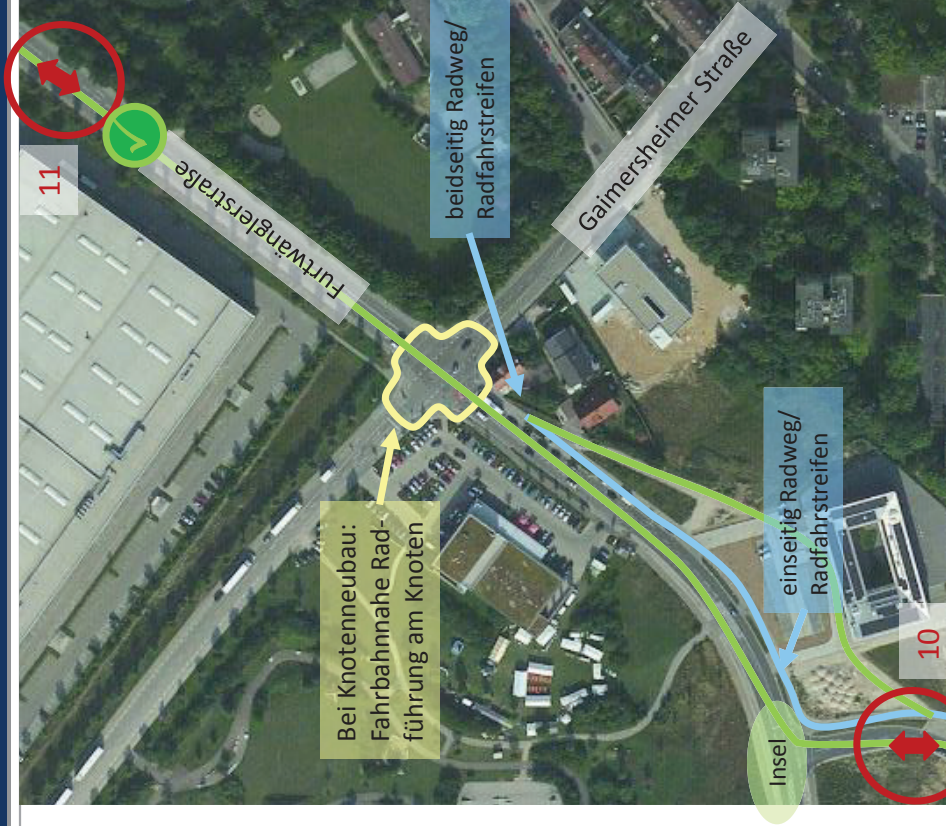 11
Furtwänglerstraße
beidseitig Radweg/
Radfahrstreifen
Gaimersheimer Straße
Bei Knotenneubau:
Fahrbahnnahe Rad-
führung am Knoten
einseitig Radweg/
Radfahrstreifen
Insel
10